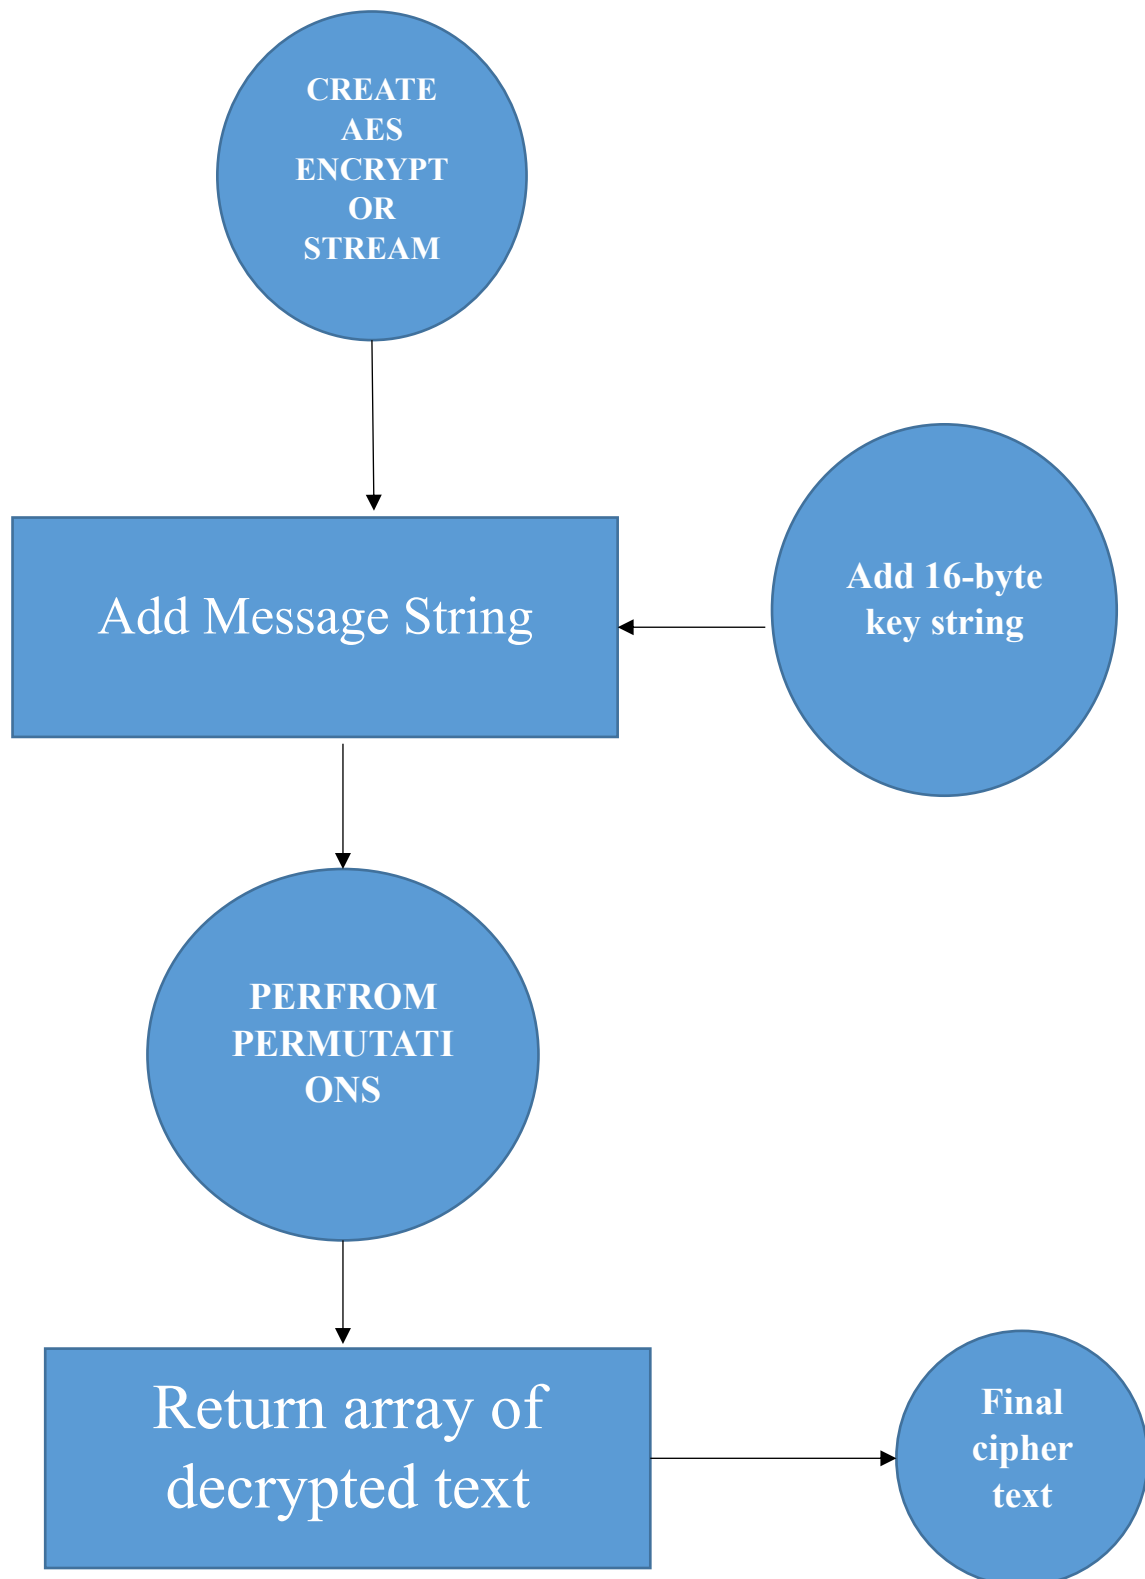 CREATE
AES
ENCRYPT
OR
STREAM
Add Message String
Add 16-byte
key string
PERFROM
PERMUTATI
ONS
Return array of
decrypted text
Final
cipher
text